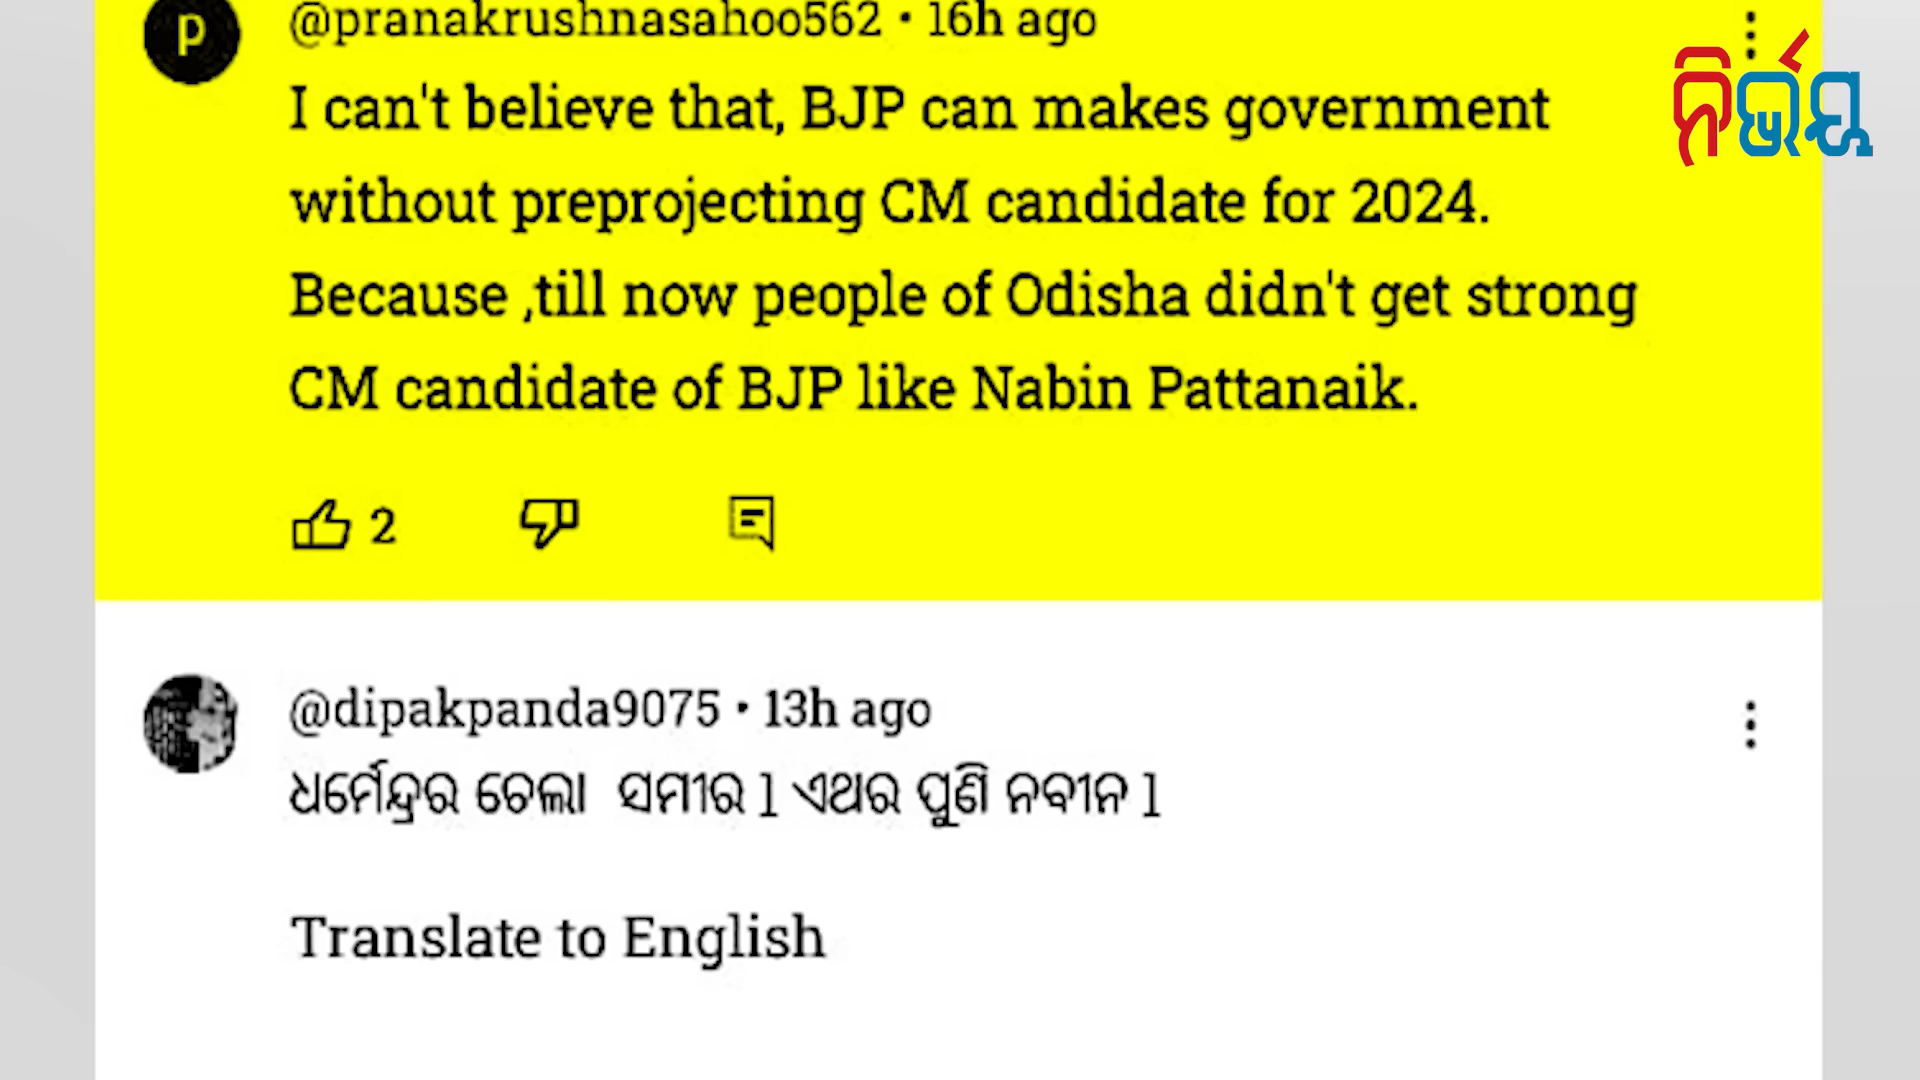 p
@pranakrushnasahoo562 • 16h ago
ନିର୍ଭୟ
I can't believe that, BJP can makes government
without preprojecting CM candidate for 2024.
Because ,till now people of Odisha didn't get strong
CM candidate of BJP like Nabin Pattanaik.
2
@dipakpanda9075 • 13h ago
ଧର୍ମେନ୍ଦ୍ରର ଚେଲା ସମୀର l ଏଥର ପୁଣି ନବୀନ l
Translate to English